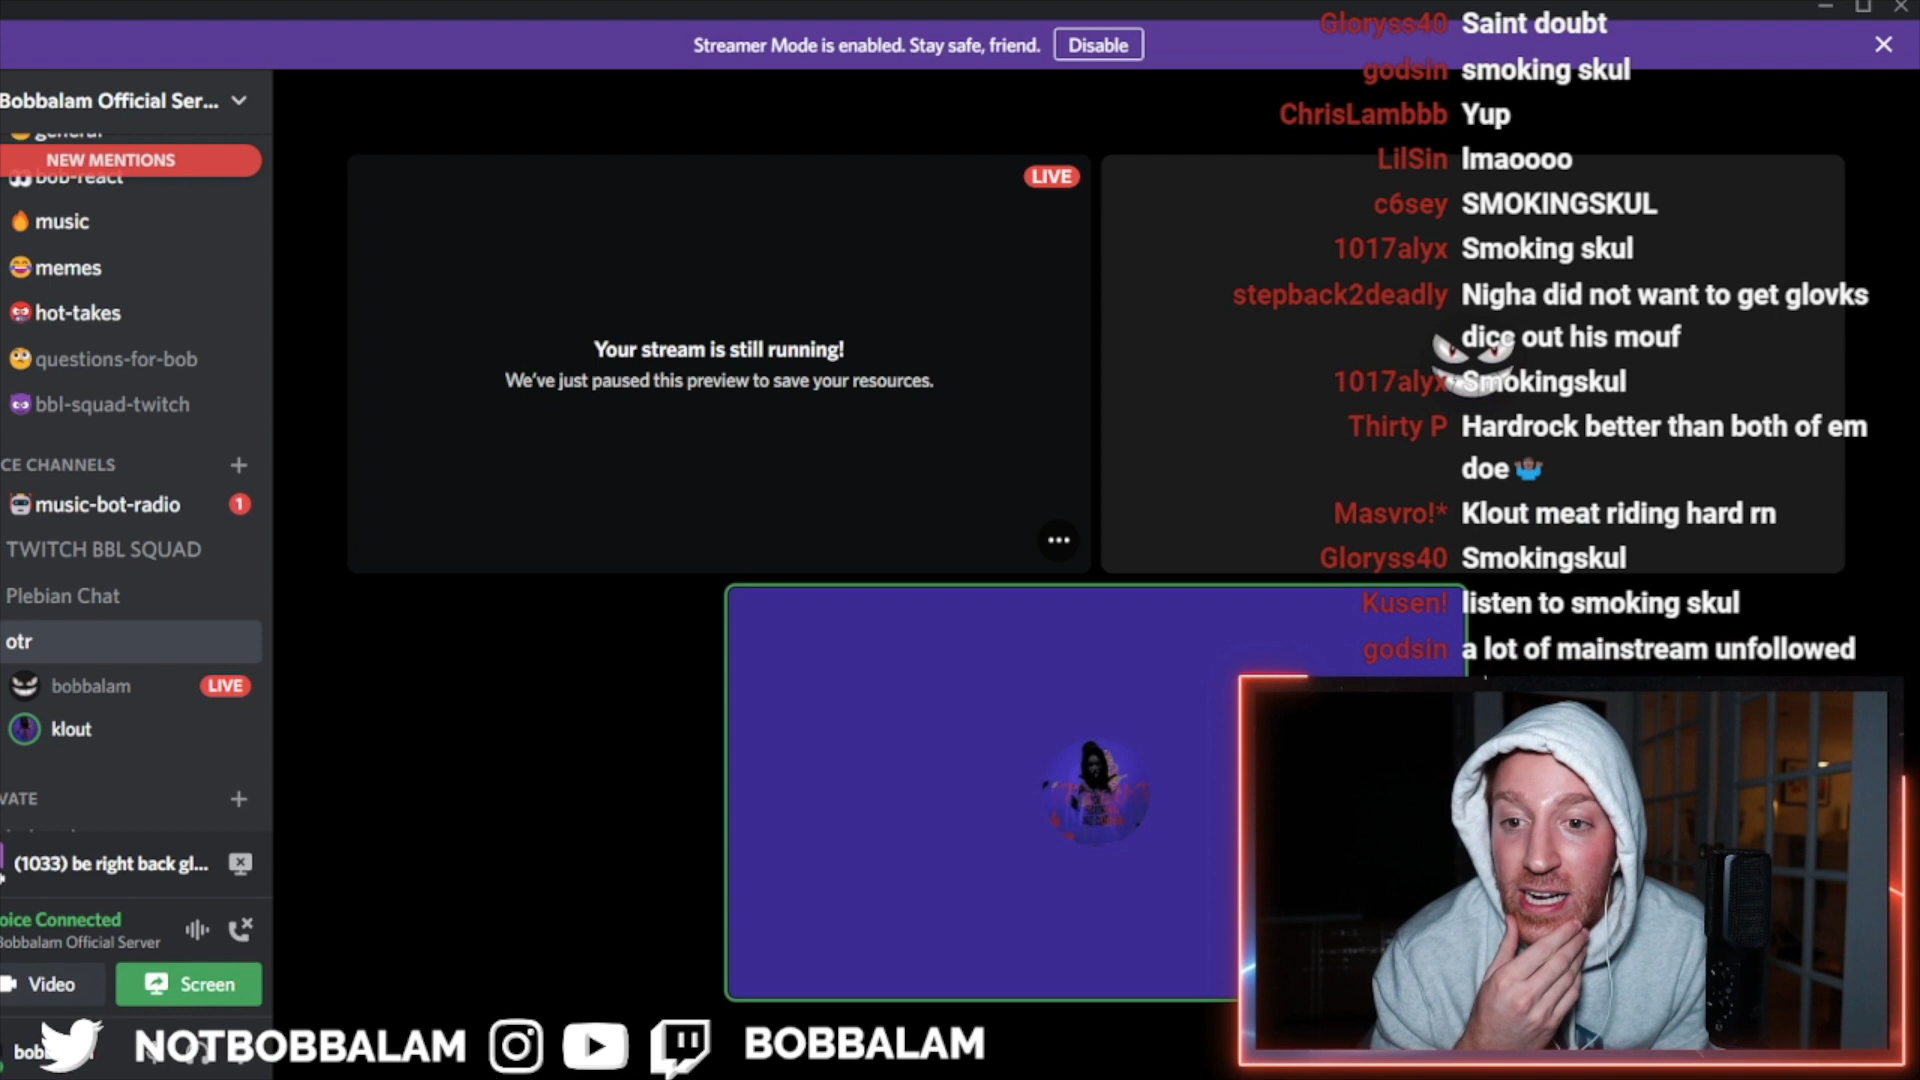 Streamer Mode is enabled. Stay safe, friend. Disable
Bobbalam Official Ser...
general
NEW MENTIONS
bob-react
music
memes
hot-takes
questions-for-bob
bbl-squad-twitch
CE CHANNELS
music-bot-radio 1
TWITCH BBL SQUAD
Plebian Chat
otr
bobbalam LIVE
klout
VATE
(1033) be right back gl...
oice Connected
Bobbalam Official Server
Video
Screen
LIVE
Your stream is still running!
We've just paused this preview to save your resources.
Gloryss40 Saint doubt
godsin smoking skul
ChrisLambbb Yup
LilSin lmaoooo
c6sey SMOKINGSKUL
1017alyx Smoking skul
stepback2deadly Nigha did not want to get glovks
dicc out his mouf
1017alyx Smokingskul
Thirty P Hardrock better than both of em
doe 🤷🏾‍♂️
Masvro!* Klout meat riding hard rn
Gloryss40 Smokingskul
Kusen! listen to smoking skul
godsin a lot of mainstream unfollowed
NOTBOBBALAM
BOBBALAM